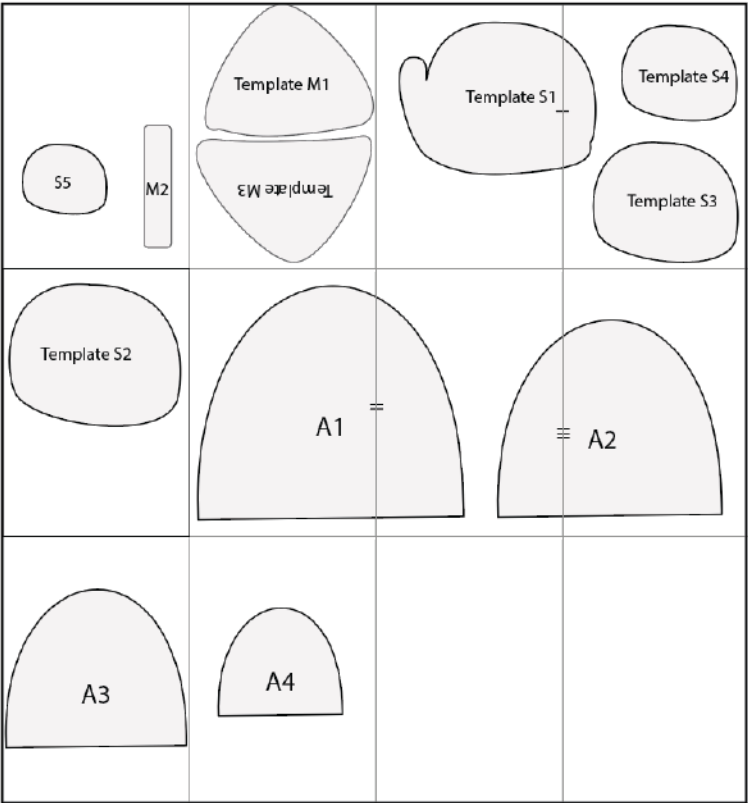 Template M1
Template S1
Template S4
S5
M2
Template M3
Template S3
Template S2
A1
A2
A3
A4